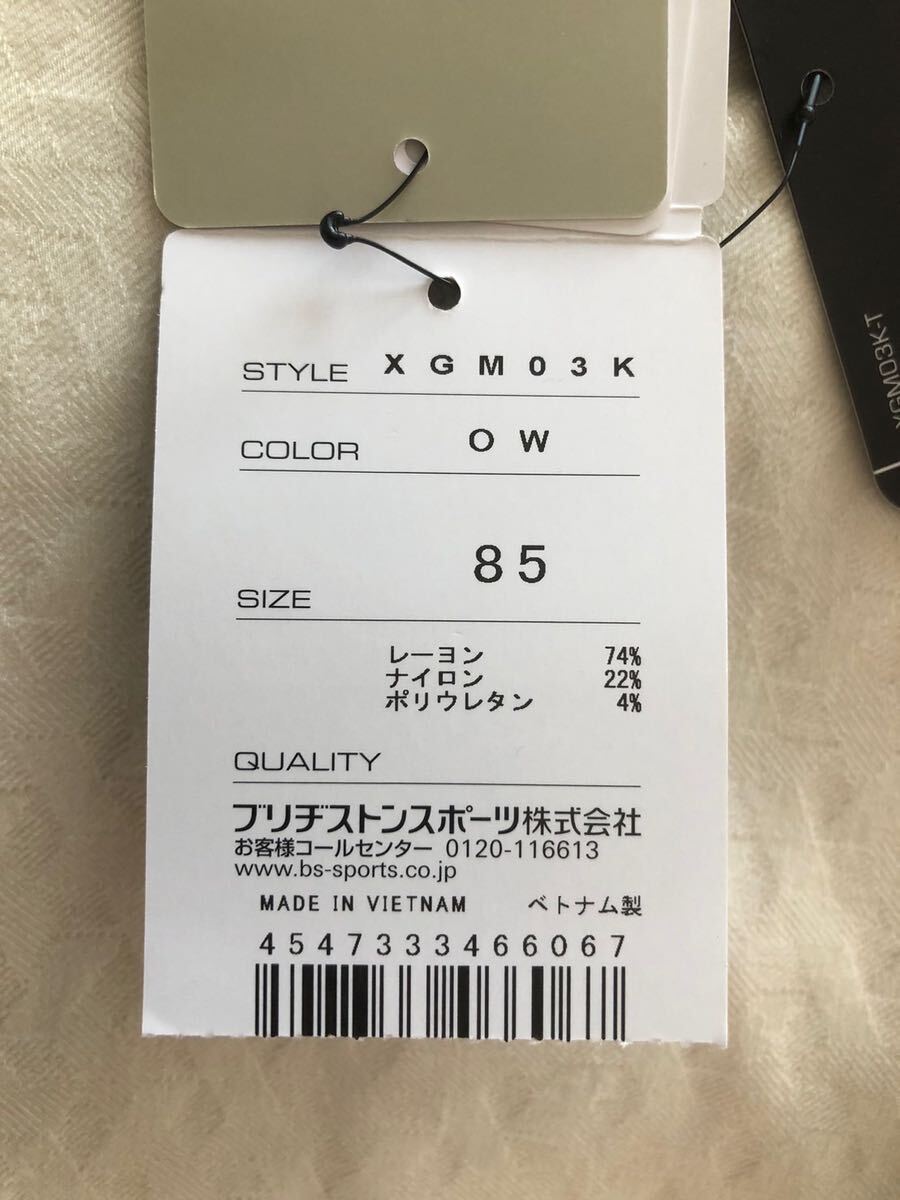 STYLE XGM03K
COLOR OW
SIZE 85
レーヨン 74%
ナイロン 22%
ポリウレタン 4%
QUALITY
ブリヂストンスポーツ株式会社
お客様コールセンター 0120-116613
www.bs-sports.co.jp
MADE IN VIETNAM ベトナム製
4547333466067
XGM03K-T